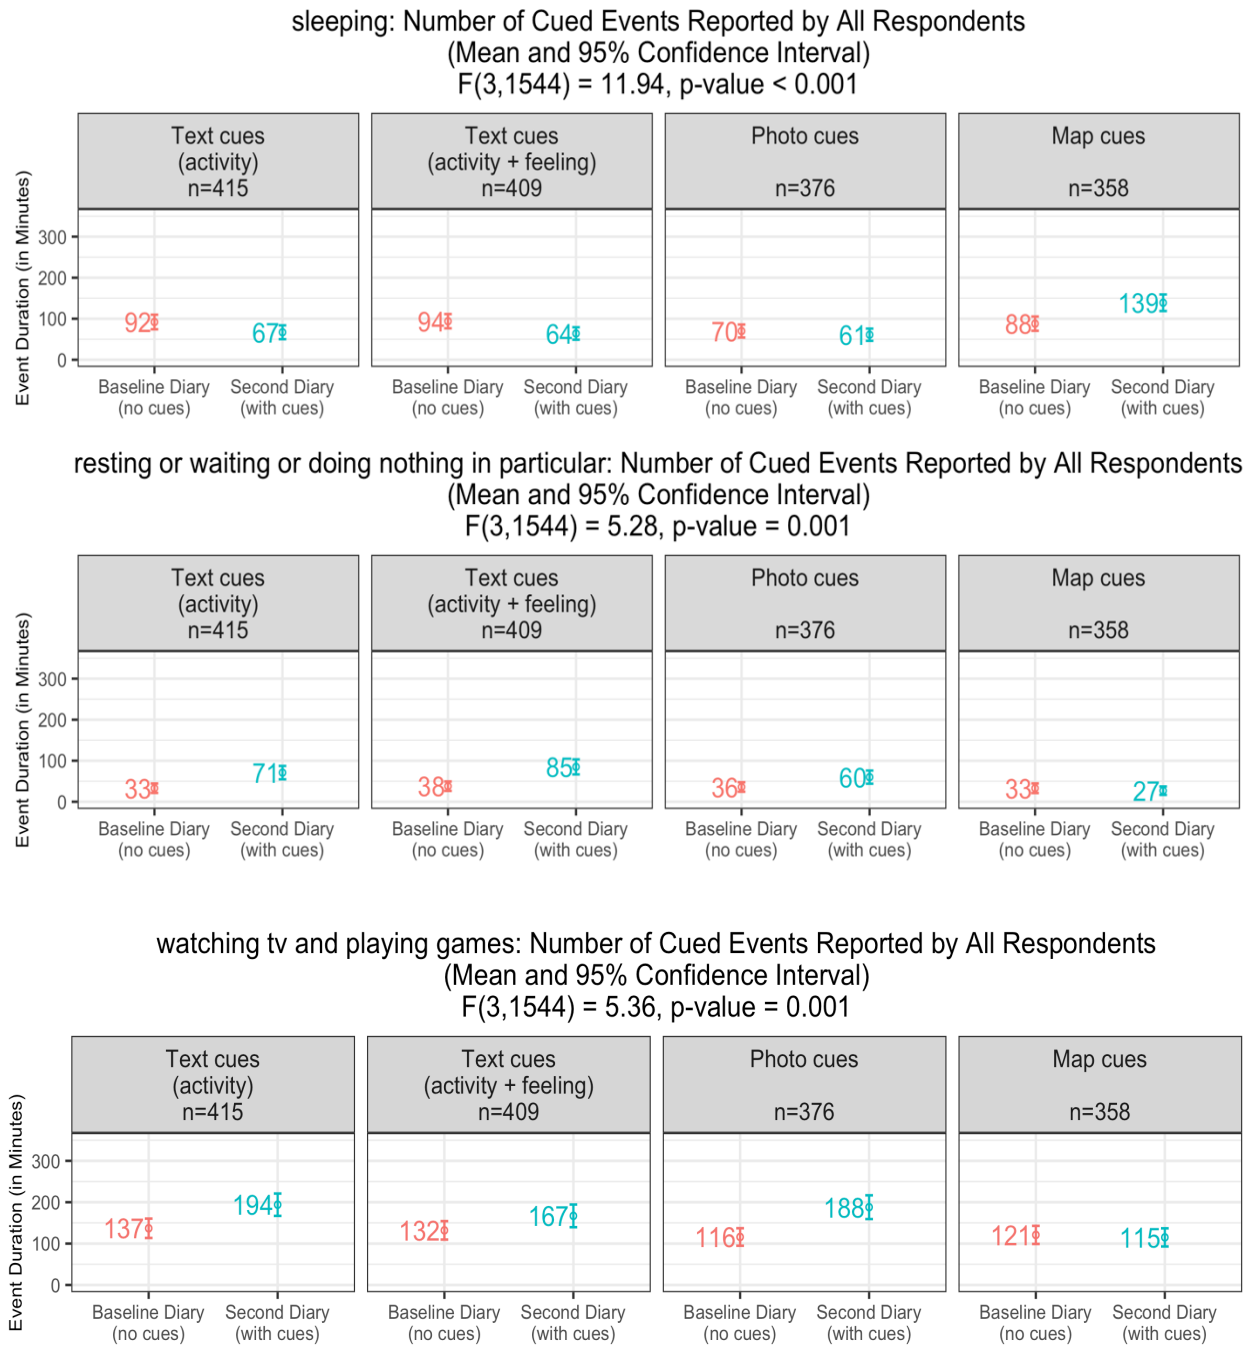 sleeping: Number of Cued Events Reported by All Respondents
(Mean and 95% Confidence Interval)
F(3,1544) = 11.94, p-value < 0.001
Text cues
(activity)
n=415
Text cues
(activity + feeling)
n=409
Photo cues
n=376
Map cues
n=358
Event Duration (in Minutes)
300
200
100
0
92
67
94
64
70
61
88
139
Baseline Diary
(no cues)
Second Diary
(with cues)
Baseline Diary
(no cues)
Second Diary
(with cues)
Baseline Diary
(no cues)
Second Diary
(with cues)
Baseline Diary
(no cues)
Second Diary
(with cues)
resting or waiting or doing nothing in particular: Number of Cued Events Reported by All Respondents
(Mean and 95% Confidence Interval)
F(3,1544) = 5.28, p-value = 0.001
Text cues
(activity)
n=415
Text cues
(activity + feeling)
n=409
Photo cues
n=376
Map cues
n=358
Event Duration (in Minutes)
300
200
100
0
33
71
38
85
36
60
33
27
Baseline Diary
(no cues)
Second Diary
(with cues)
Baseline Diary
(no cues)
Second Diary
(with cues)
Baseline Diary
(no cues)
Second Diary
(with cues)
Baseline Diary
(no cues)
Second Diary
(with cues)
watching tv and playing games: Number of Cued Events Reported by All Respondents
(Mean and 95% Confidence Interval)
F(3,1544) = 5.36, p-value = 0.001
Text cues
(activity)
n=415
Text cues
(activity + feeling)
n=409
Photo cues
n=376
Map cues
n=358
Event Duration (in Minutes)
300
200
100
0
137
194
132
167
116
188
121
115
Baseline Diary
(no cues)
Second Diary
(with cues)
Baseline Diary
(no cues)
Second Diary
(with cues)
Baseline Diary
(no cues)
Second Diary
(with cues)
Baseline Diary
(no cues)
Second Diary
(with cues)